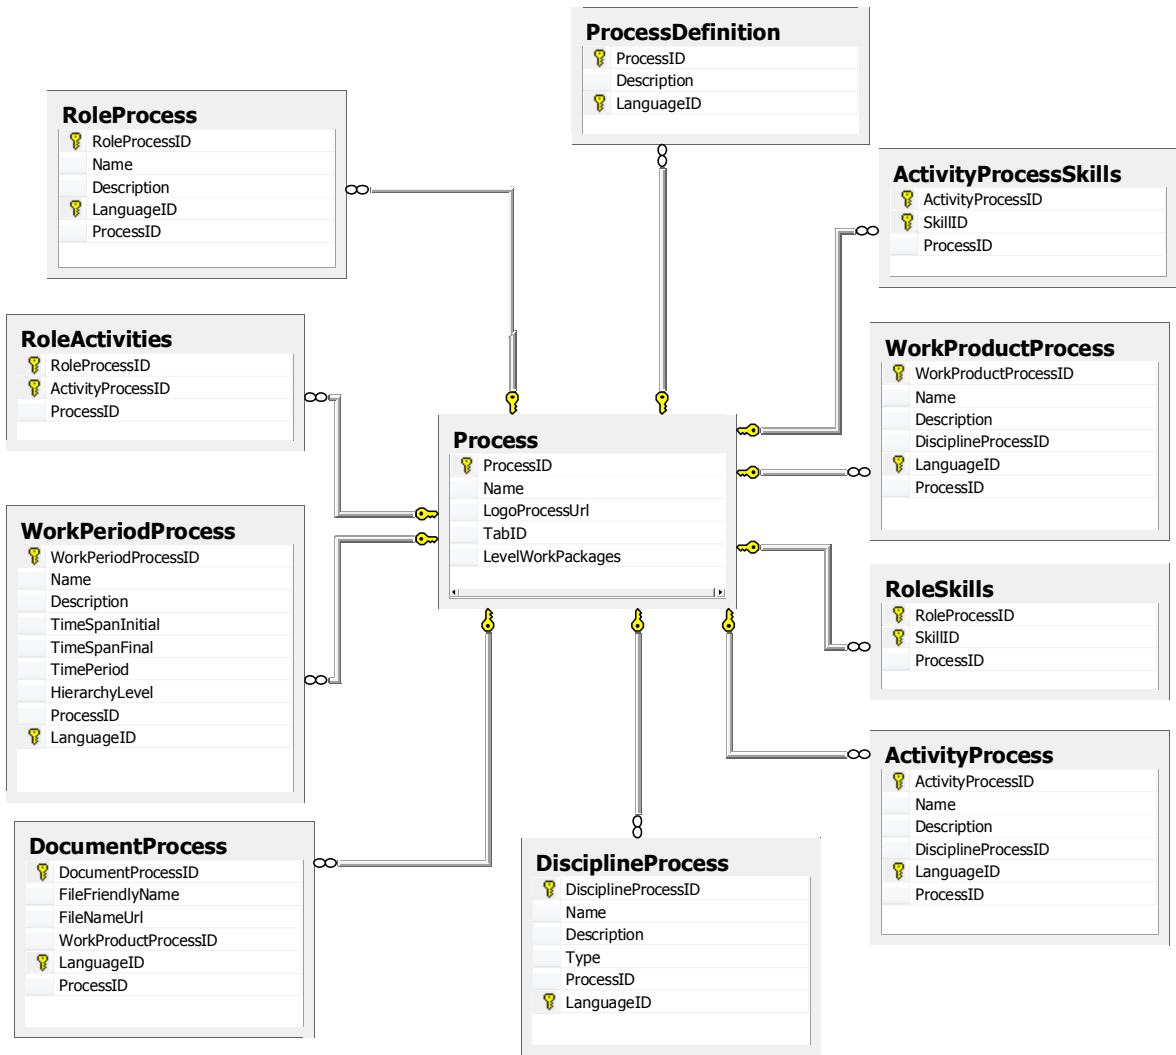 ProcessDefinition
ProcessID
Description
LanguageID
RoleProcess
RoleProcessID
Name
Description
LanguageID
ProcessID
ActivityProcessSkills
ActivityProcessID
SkillID
ProcessID
RoleActivities
RoleProcessID
ActivityProcessID
ProcessID
WorkProductProcess
WorkProductProcessID
Name
Description
DisciplineProcessID
LanguageID
ProcessID
Process
ProcessID
Name
LogoProcessUrl
TabID
LevelWorkPackages
WorkPeriodProcess
WorkPeriodProcessID
Name
Description
TimeSpanInitial
TimeSpanFinal
TimePeriod
HierarchyLevel
ProcessID
LanguageID
RoleSkills
RoleProcessID
SkillID
ProcessID
ActivityProcess
ActivityProcessID
Name
Description
DisciplineProcessID
LanguageID
ProcessID
DocumentProcess
DocumentProcessID
FileFriendlyName
FileNameUrl
WorkProductProcessID
LanguageID
ProcessID
DisciplineProcess
DisciplineProcessID
Name
Description
Type
ProcessID
LanguageID